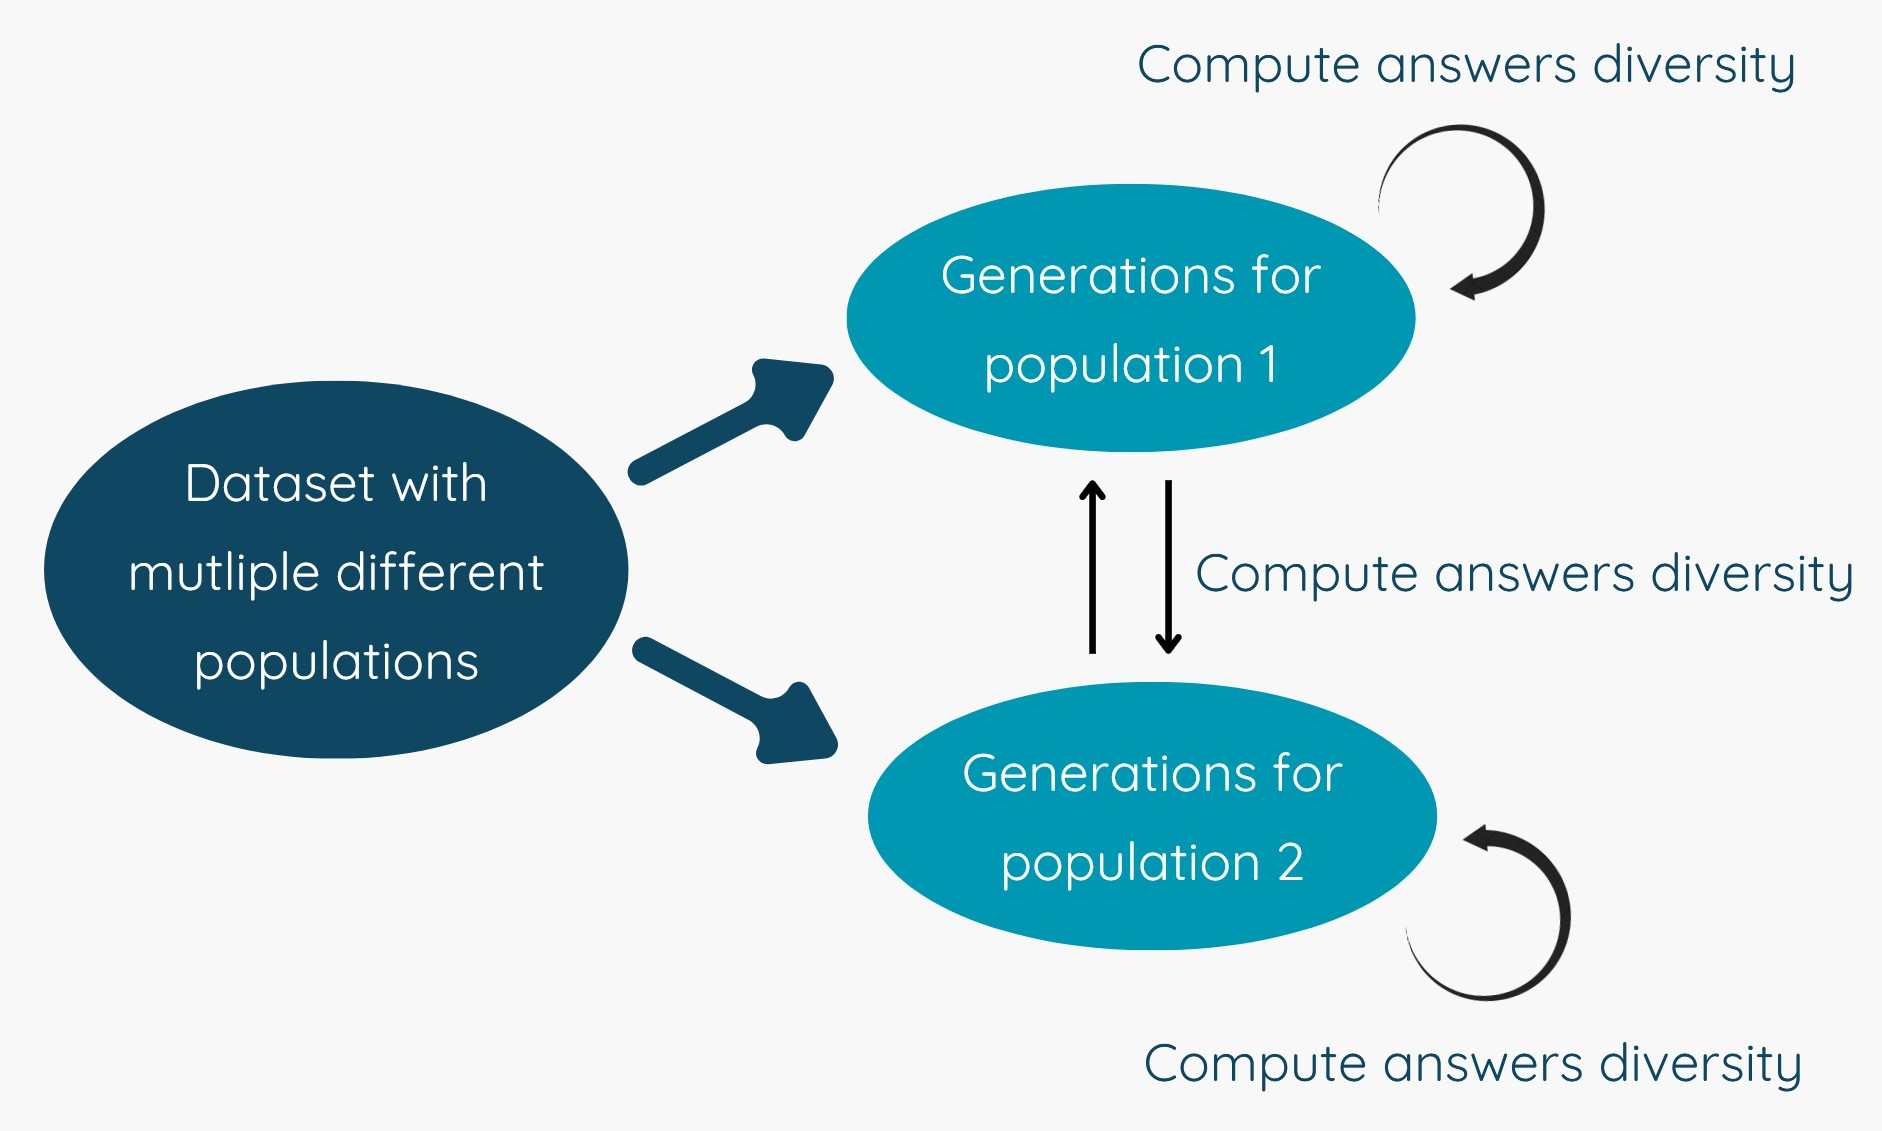 Compute answers diversity
Generations for
population 1
Dataset with
mutliple different
populations
Compute answers diversity
Generations for
population 2
Compute answers diversity